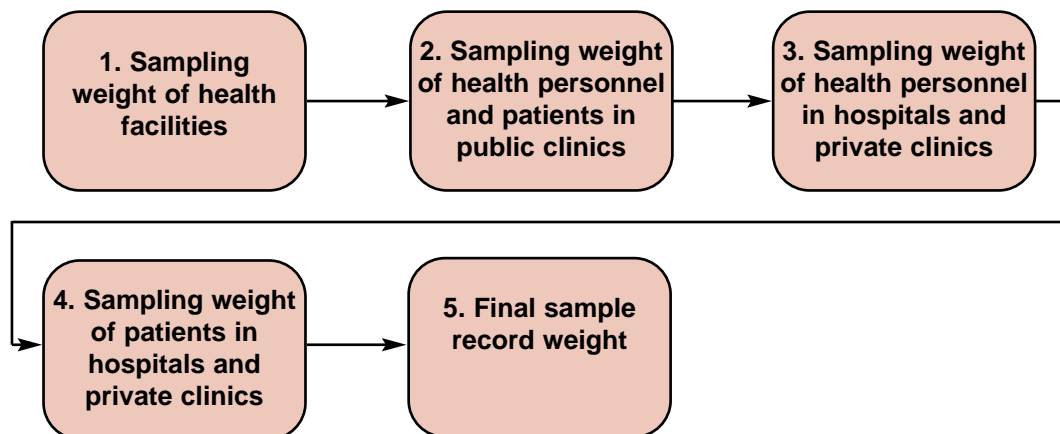 1. Sampling
weight of health
facilities
2. Sampling weight
of health personnel
and patients in
public clinics
3. Sampling weight
of health personnel
in hospitals and
private clinics
4. Sampling weight
of patients in
hospitals and
private clinics
5. Final sample
record weight